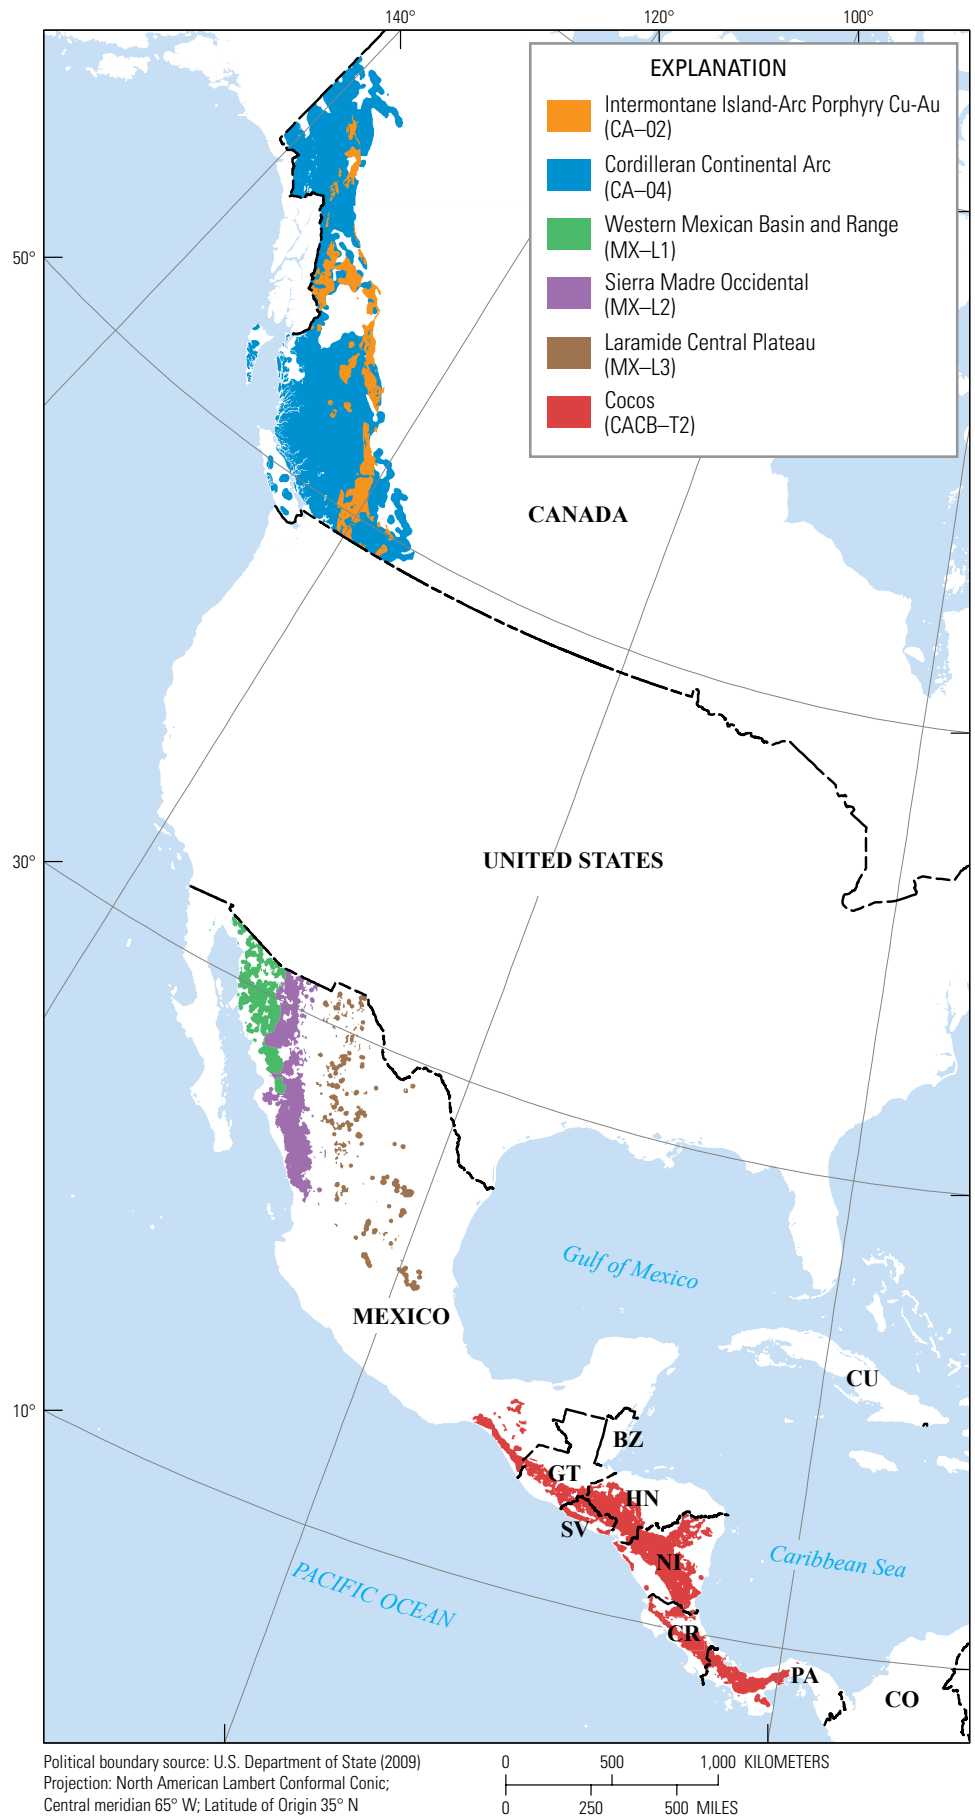 140°
120°
100°
EXPLANATION
Intermontane Island-Arc Porphyry Cu-Au
(CA–02)
Cordilleran Continental Arc
(CA–04)
Western Mexican Basin and Range
(MX–L1)
Sierra Madre Occidental
(MX–L2)
Laramide Central Plateau
(MX–L3)
Cocos
(CACB–T2)
50°
CANADA
30°
UNITED STATES
Gulf of Mexico
MEXICO
CU
10°
BZ
GT
HN
SV
NI
Caribbean Sea
PACIFIC OCEAN
CR
PA
CO
Political boundary source: U.S. Department of State (2009)
Projection: North American Lambert Conformal Conic;
Central meridian 65° W; Latitude of Origin 35° N
0 500 1,000 KILOMETERS
0 250 500 MILES